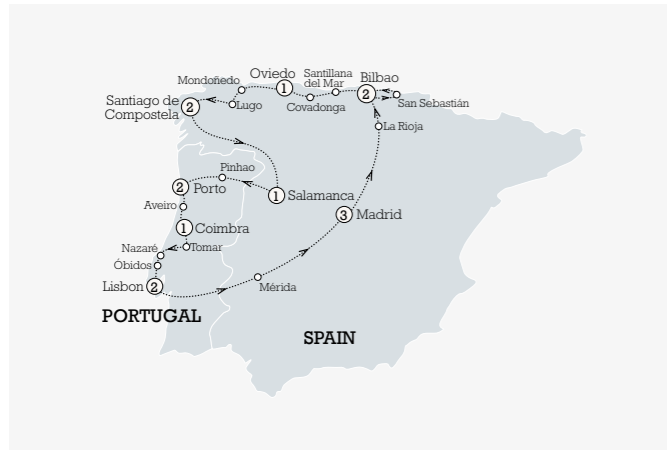 Mondoñedo
Oviedo
1
Santillana
del Mar
Bilbao
2
San Sebastián
Covadonga
Lugo
Santiago de
Compostela
2
La Rioja
Pinhao
2
Porto
1
Salamanca
Aveiro
3
Madrid
1
Coimbra
Nazaré
Tomar
Óbidos
Lisbon
2
Mérida
PORTUGAL
SPAIN